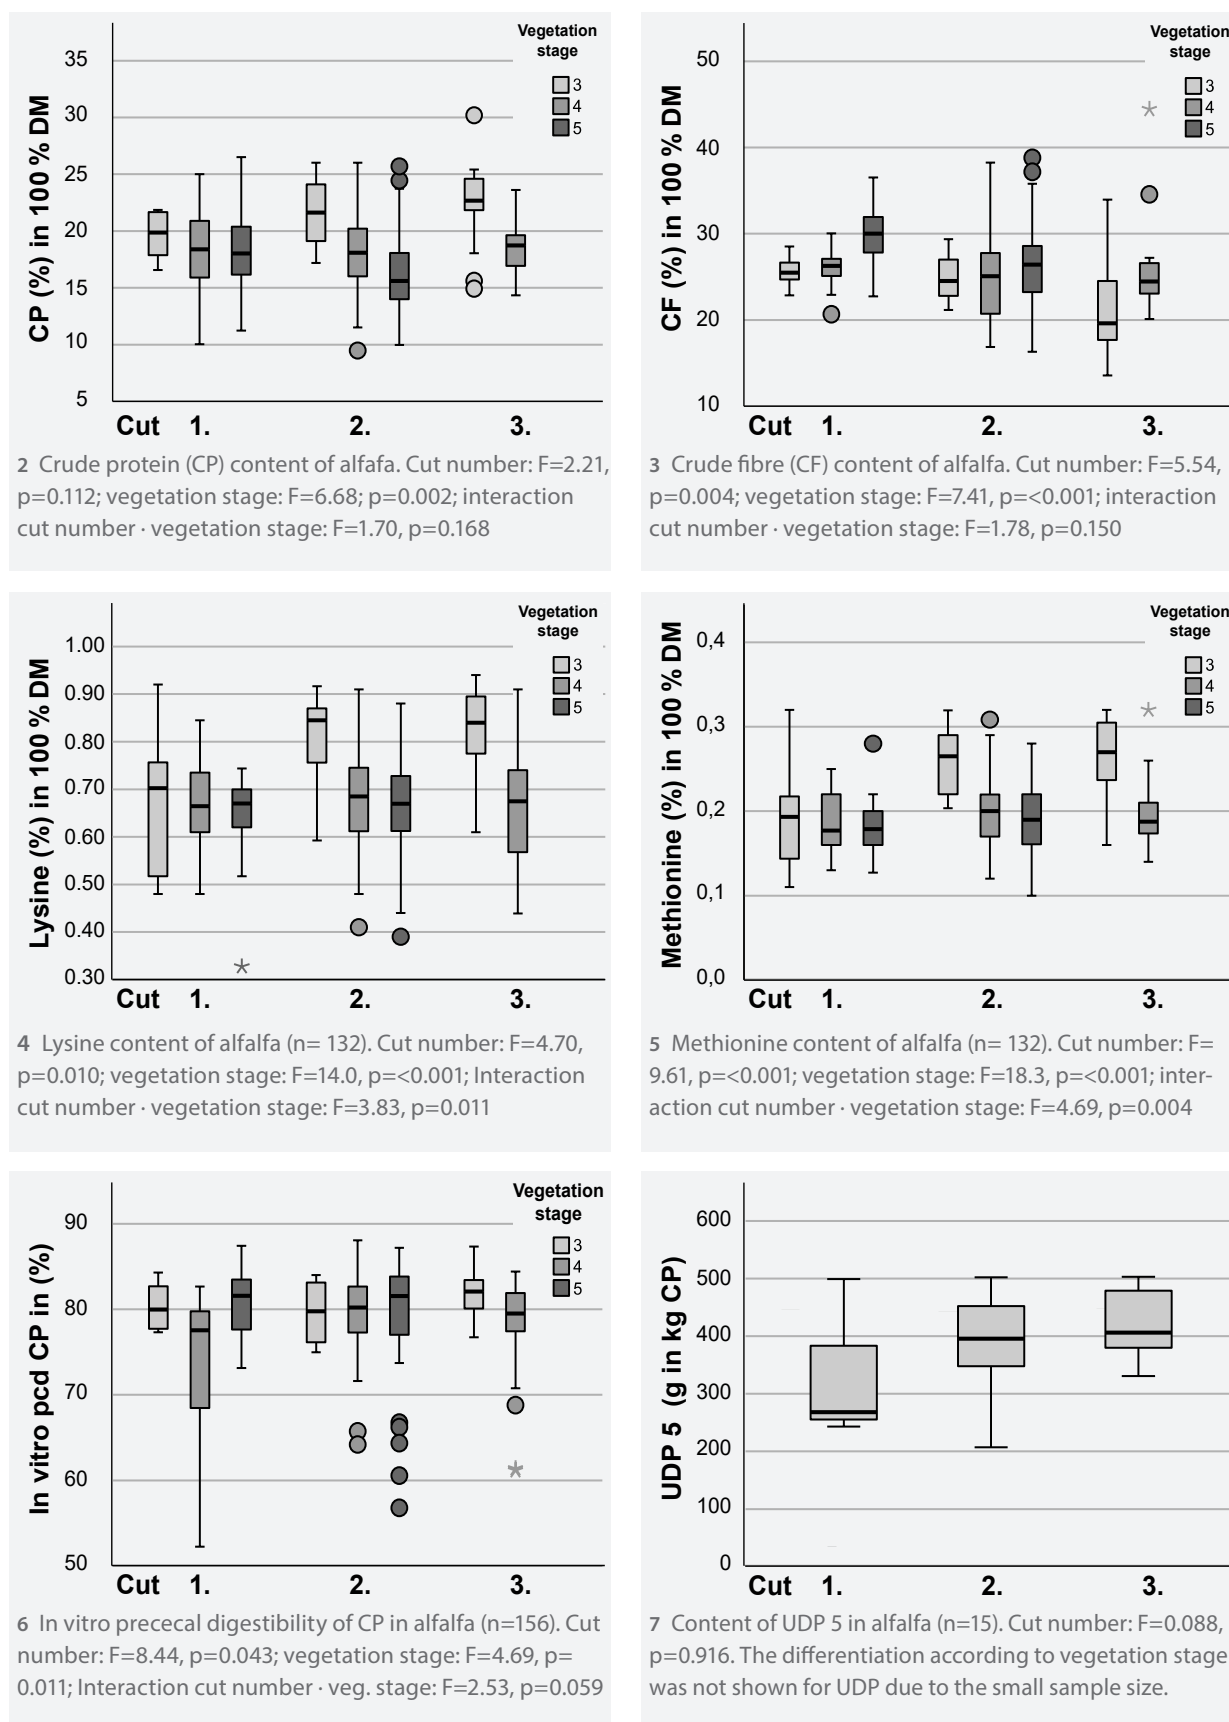 Vegetation
stage
3
4
5
CP (%) in 100 % DM
35
30
25
20
15
10
5
Cut 1. 2. 3.
2 Crude protein (CP) content of alfafa. Cut number: F=2.21,
p=0.112; vegetation stage: F=6.68; p=0.002; interaction
cut number · vegetation stage: F=1.70, p=0.168
Vegetation
stage
3
4
5
CF (%) in 100 % DM
50
40
30
20
10
Cut 1. 2. 3.
3 Crude fibre (CF) content of alfalfa. Cut number: F=5.54,
p=0.004; vegetation stage: F=7.41, p=<0.001; interaction
cut number · vegetation stage: F=1.78, p=0.150
Vegetation
stage
3
4
5
Lysine (%) in 100 % DM
1.00
0.90
0.80
0.70
0.60
0.50
0.40
0.30
Cut 1. 2. 3.
4 Lysine content of alfalfa (n= 132). Cut number: F=4.70,
p=0.010; vegetation stage: F=14.0, p=<0.001; Interaction
cut number · vegetation stage: F=3.83, p=0.011
Vegetation
stage
3
4
5
Methionine (%) in 100 % DM
0,4
0,3
0,2
0,1
0,0
Cut 1. 2. 3.
5 Methionine content of alfalfa (n= 132). Cut number: F=
9.61, p=<0.001; vegetation stage: F=18.3, p=<0.001; inter-
action cut number · vegetation stage: F=4.69, p=0.004
Vegetation
stage
3
4
5
In vitro pcd CP in (%)
90
80
70
60
50
Cut 1. 2. 3.
6 In vitro prececal digestibility of CP in alfalfa (n=156). Cut
number: F=8.44, p=0.043; vegetation stage: F=4.69, p=
0.011; Interaction cut number · veg. stage: F=2.53, p=0.059
UDP 5 (g in kg CP)
600
500
400
300
200
100
0
Cut 1. 2. 3.
7 Content of UDP 5 in alfalfa (n=15). Cut number: F=0.088,
p=0.916. The differentiation according to vegetation stage
was not shown for UDP due to the small sample size.